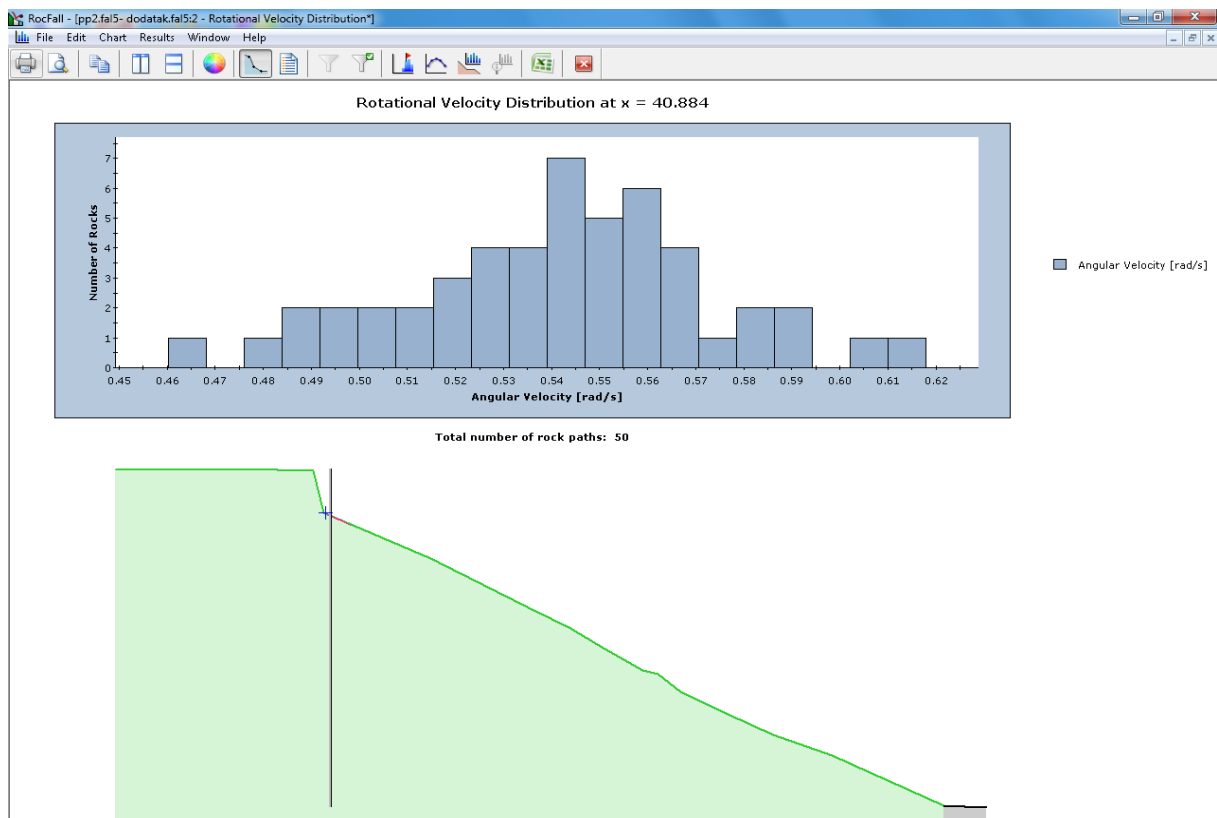 RocFall - [pp2.fal5- dodatak.fal5:2 - Rotational Velocity Distribution*]
File Edit Chart Results Window Help
Rotational Velocity Distribution at x = 40.884
7
6
5
4
3
2
1
0
Number of Rocks
0.45 0.46 0.47 0.48 0.49 0.50 0.51 0.52 0.53 0.54 0.55 0.56 0.57 0.58 0.59 0.60 0.61 0.62
Angular Velocity [rad/s]
Angular Velocity [rad/s]
Total number of rock paths: 50